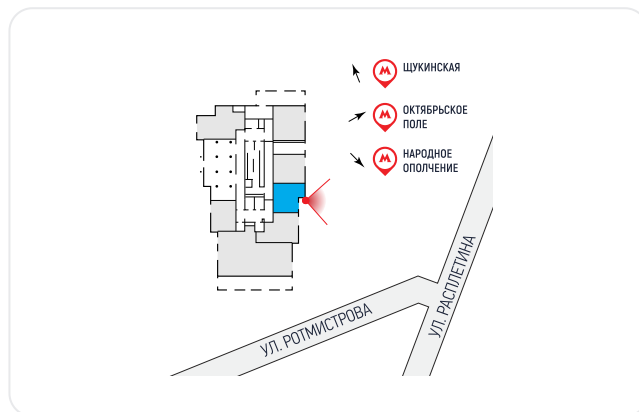 М ЩУКИНСКАЯ
М ОКТЯБРЬСКОЕ
ПОЛЕ
М НАРОДНОЕ
ОПОЛЧЕНИЕ
УЛ. РАСПЛЕТИНА
УЛ. РОТМИСТРОВА